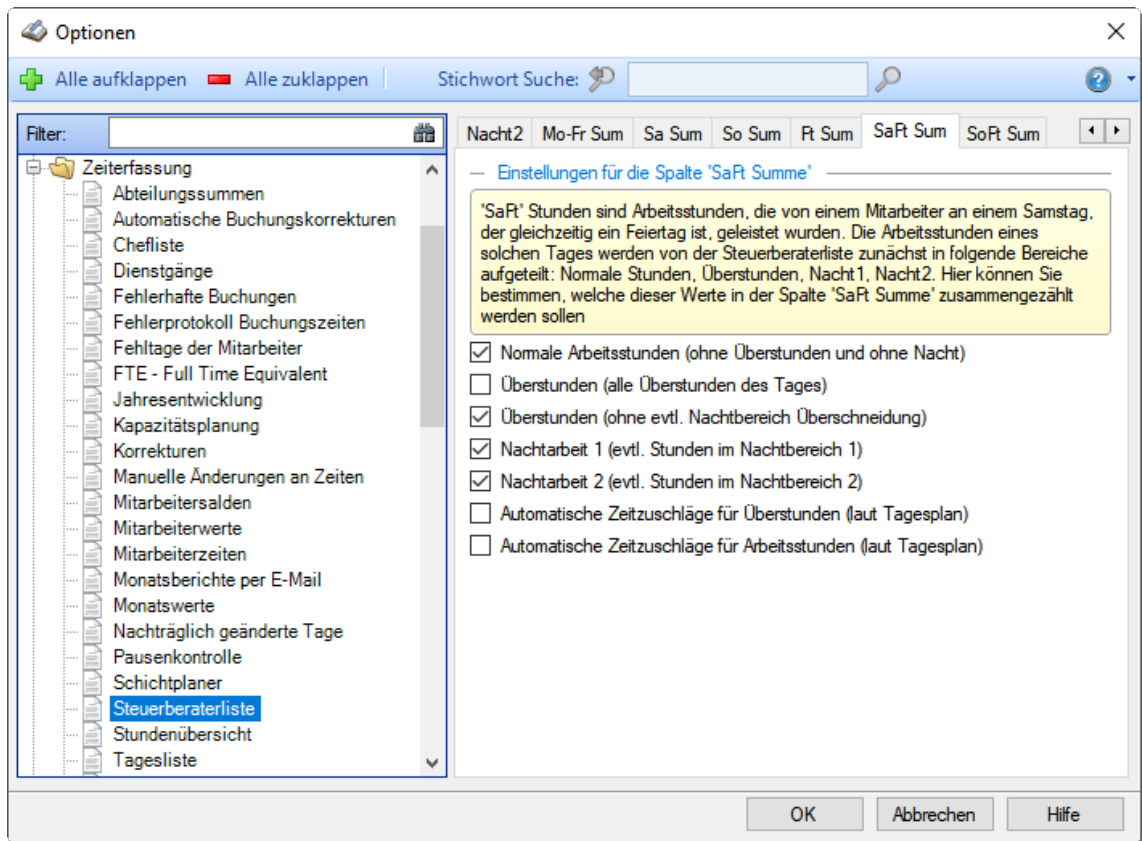 Optionen
Alle aufklappen Alle zuklappen Stichwort Suche:
Filter:
Zeiterfassung
Abteilungssummen
Automatische Buchungskorrekturen
Chefliste
Dienstgänge
Fehlerhafte Buchungen
Fehlerprotokoll Buchungszeiten
Fehltage der Mitarbeiter
FTE - Full Time Equivalent
Jahresentwicklung
Kapazitätsplanung
Korrekturen
Manuelle Änderungen an Zeiten
Mitarbeitersalden
Mitarbeiterwerte
Mitarbeiterzeiten
Monatsberichte per E-Mail
Monatswerte
Nachträglich geänderte Tage
Pausenkontrolle
Schichtplaner
Steuerberaterliste
Stundenübersicht
Tagesliste
Nacht2 Mo-Fr Sum Sa Sum So Sum Ft Sum SaFt Sum SoFt Sum
Einstellungen für die Spalte 'SaFt Summe'
'SaFt' Stunden sind Arbeitsstunden, die von einem Mitarbeiter an einem Samstag,
der gleichzeitig ein Feiertag ist, geleistet wurden. Die Arbeitsstunden eines
solchen Tages werden von der Steuerberaterliste zunächst in folgende Bereiche
aufgeteilt: Normale Stunden, Überstunden, Nacht1, Nacht2. Hier können Sie
bestimmen, welche dieser Werte in der Spalte 'SaFt Summe' zusammengezählt
werden sollen
Normale Arbeitsstunden (ohne Überstunden und ohne Nacht)
Überstunden (alle Überstunden des Tages)
Überstunden (ohne evtl. Nachtbereich Überschneidung)
Nachtarbeit 1 (evtl. Stunden im Nachtbereich 1)
Nachtarbeit 2 (evtl. Stunden im Nachtbereich 2)
Automatische Zeitzuschläge für Überstunden (laut Tagesplan)
Automatische Zeitzuschläge für Arbeitsstunden (laut Tagesplan)
OK Abbrechen Hilfe